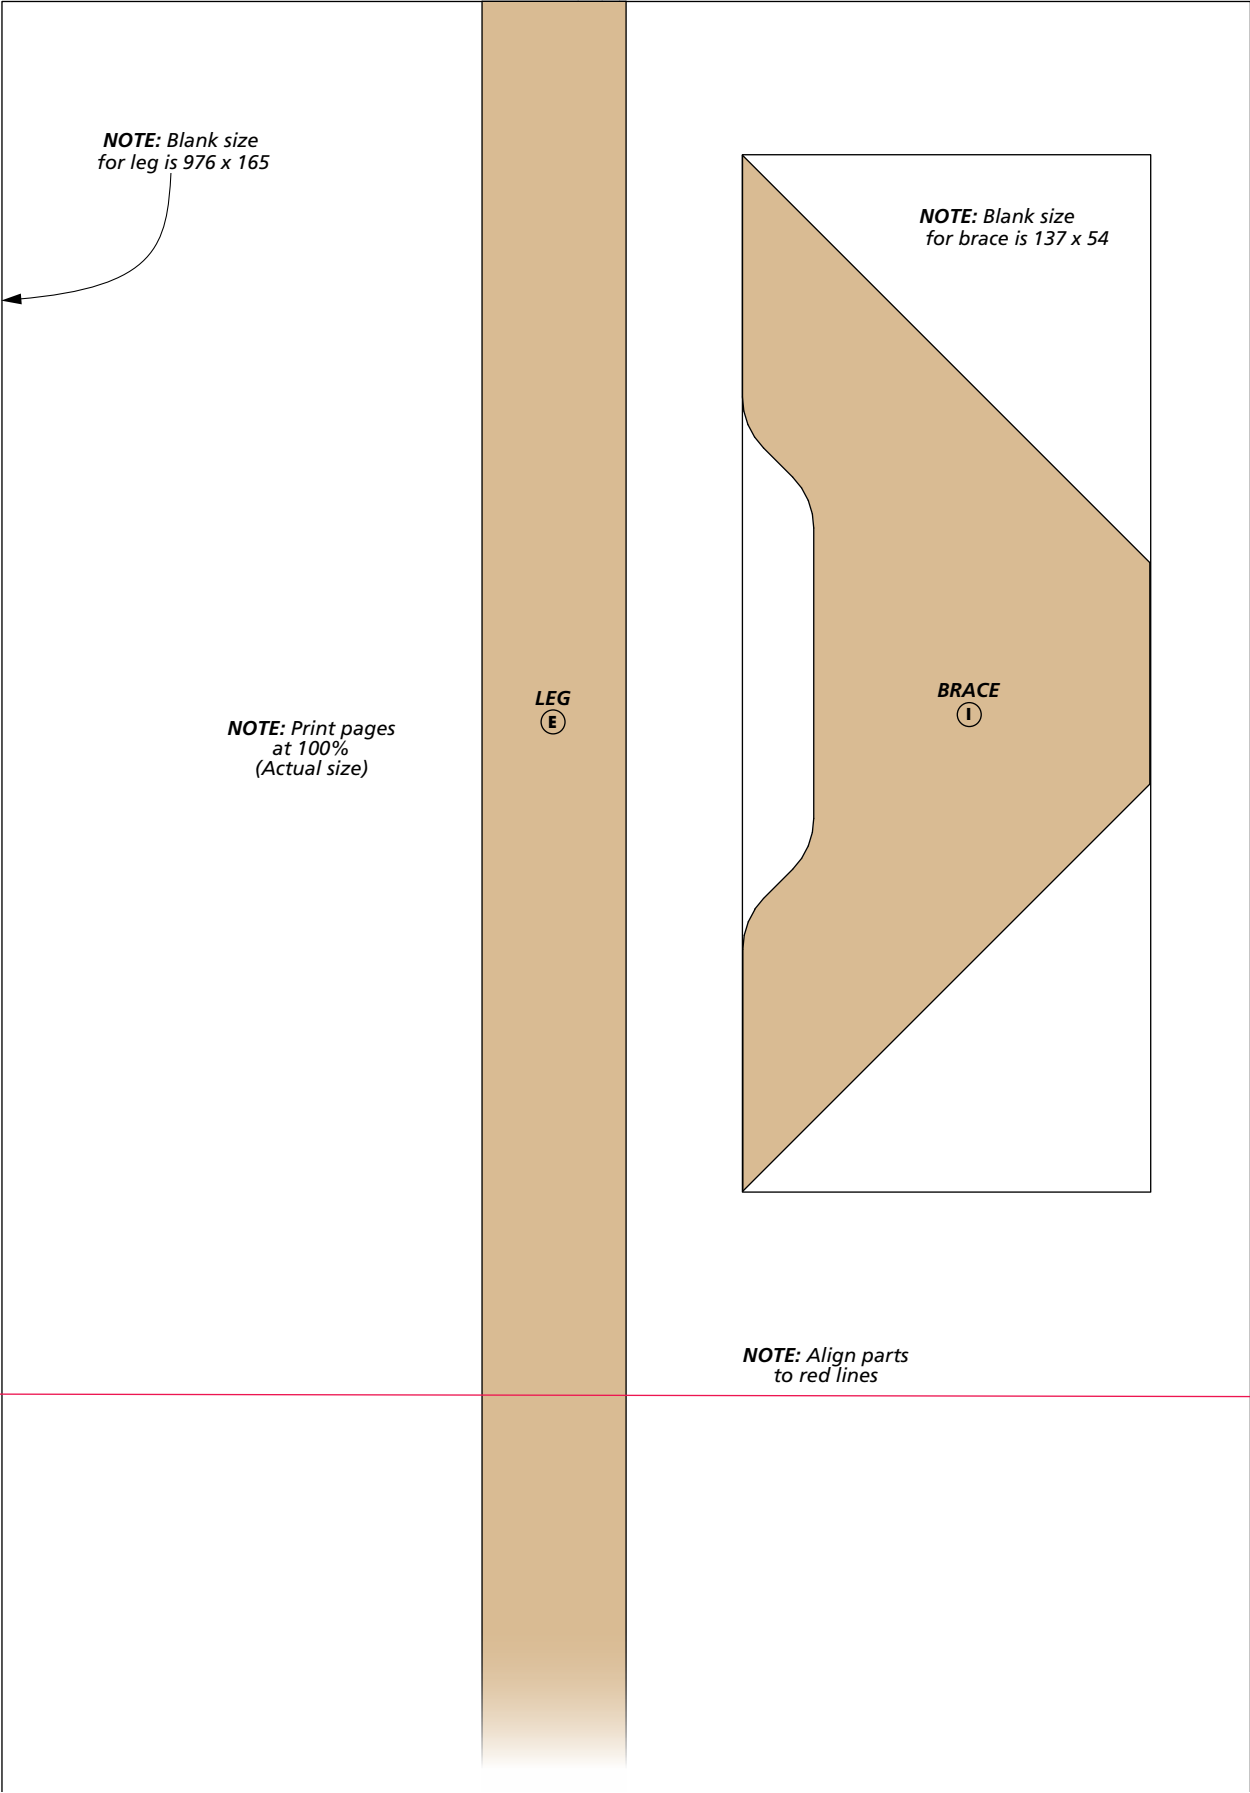 NOTE: Blank size
for leg is 976 x 165
NOTE: Blank size
for brace is 137 x 54
LEG
E
BRACE
I
NOTE: Print pages
at 100%
(Actual size)
NOTE: Align parts
to red lines